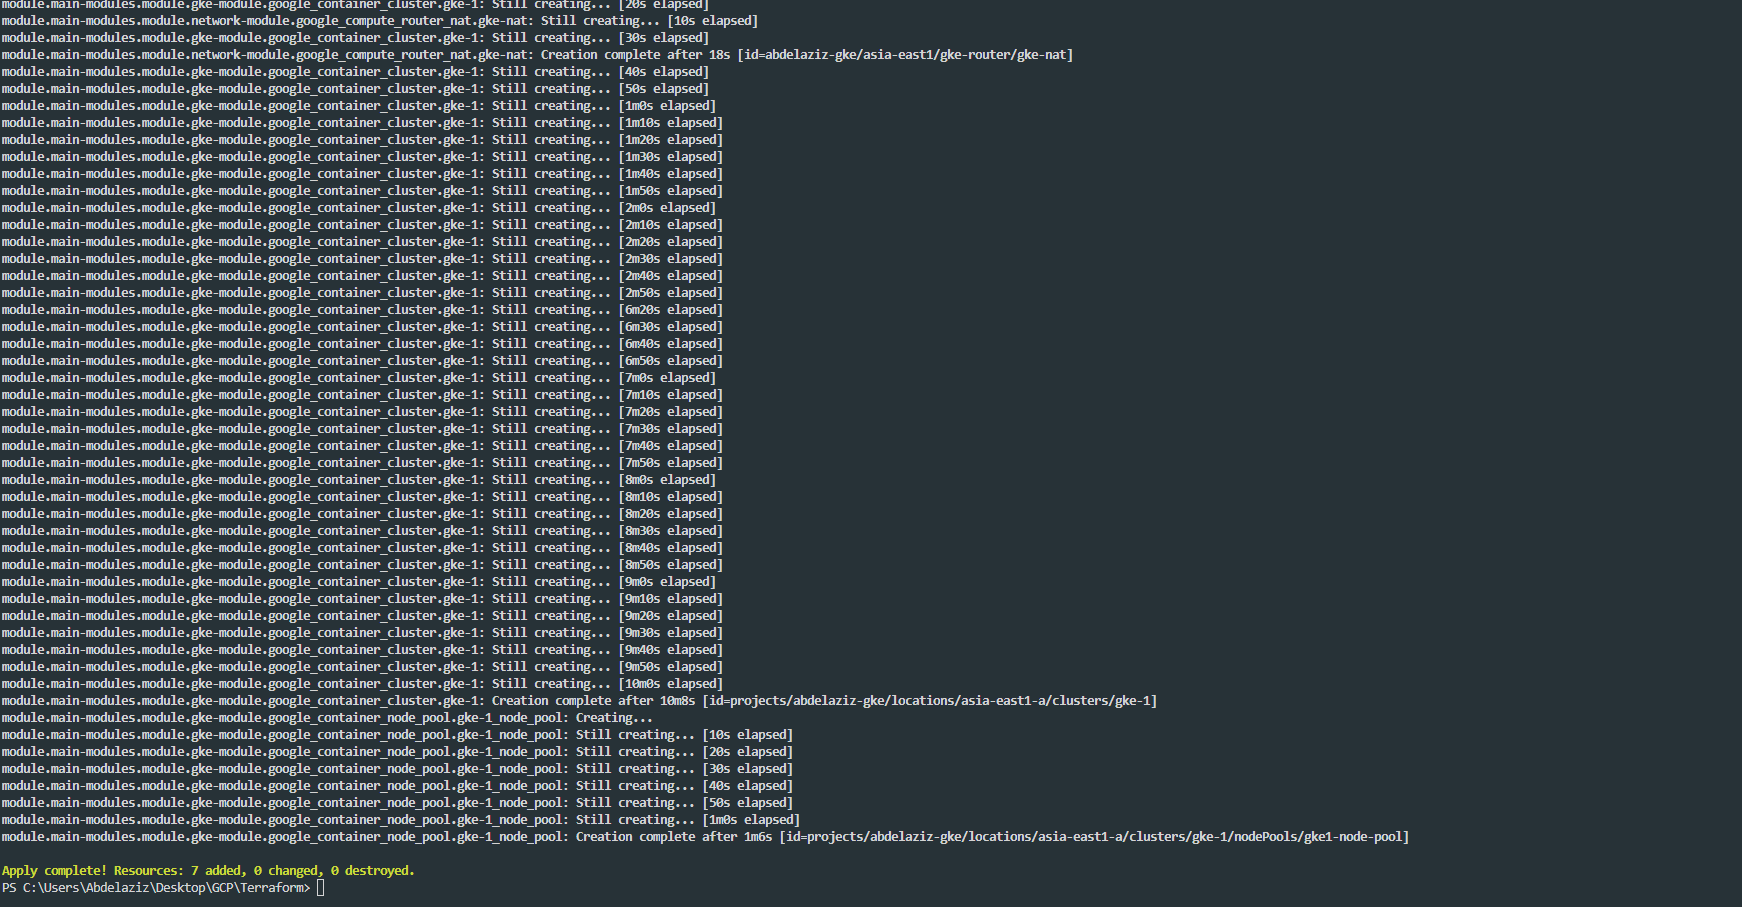 module.main-modules.module.gke-module.google_container_cluster.gke-1: Still creating... [20s elapsed]
module.main-modules.module.network-module.google_compute_router_nat.gke-nat: Still creating... [10s elapsed]
module.main-modules.module.gke-module.google_container_cluster.gke-1: Still creating... [30s elapsed]
module.main-modules.module.network-module.google_compute_router_nat.gke-nat: Creation complete after 18s [id=abdelaziz-gke/asia-east1/gke-router/gke-nat]
module.main-modules.module.gke-module.google_container_cluster.gke-1: Still creating... [40s elapsed]
module.main-modules.module.gke-module.google_container_cluster.gke-1: Still creating... [50s elapsed]
module.main-modules.module.gke-module.google_container_cluster.gke-1: Still creating... [1m0s elapsed]
module.main-modules.module.gke-module.google_container_cluster.gke-1: Still creating... [1m10s elapsed]
module.main-modules.module.gke-module.google_container_cluster.gke-1: Still creating... [1m20s elapsed]
module.main-modules.module.gke-module.google_container_cluster.gke-1: Still creating... [1m30s elapsed]
module.main-modules.module.gke-module.google_container_cluster.gke-1: Still creating... [1m40s elapsed]
module.main-modules.module.gke-module.google_container_cluster.gke-1: Still creating... [1m50s elapsed]
module.main-modules.module.gke-module.google_container_cluster.gke-1: Still creating... [2m0s elapsed]
module.main-modules.module.gke-module.google_container_cluster.gke-1: Still creating... [2m10s elapsed]
module.main-modules.module.gke-module.google_container_cluster.gke-1: Still creating... [2m20s elapsed]
module.main-modules.module.gke-module.google_container_cluster.gke-1: Still creating... [2m30s elapsed]
module.main-modules.module.gke-module.google_container_cluster.gke-1: Still creating... [2m40s elapsed]
module.main-modules.module.gke-module.google_container_cluster.gke-1: Still creating... [2m50s elapsed]
module.main-modules.module.gke-module.google_container_cluster.gke-1: Still creating... [6m20s elapsed]
module.main-modules.module.gke-module.google_container_cluster.gke-1: Still creating... [6m30s elapsed]
module.main-modules.module.gke-module.google_container_cluster.gke-1: Still creating... [6m40s elapsed]
module.main-modules.module.gke-module.google_container_cluster.gke-1: Still creating... [6m50s elapsed]
module.main-modules.module.gke-module.google_container_cluster.gke-1: Still creating... [7m0s elapsed]
module.main-modules.module.gke-module.google_container_cluster.gke-1: Still creating... [7m10s elapsed]
module.main-modules.module.gke-module.google_container_cluster.gke-1: Still creating... [7m20s elapsed]
module.main-modules.module.gke-module.google_container_cluster.gke-1: Still creating... [7m30s elapsed]
module.main-modules.module.gke-module.google_container_cluster.gke-1: Still creating... [7m40s elapsed]
module.main-modules.module.gke-module.google_container_cluster.gke-1: Still creating... [7m50s elapsed]
module.main-modules.module.gke-module.google_container_cluster.gke-1: Still creating... [8m0s elapsed]
module.main-modules.module.gke-module.google_container_cluster.gke-1: Still creating... [8m10s elapsed]
module.main-modules.module.gke-module.google_container_cluster.gke-1: Still creating... [8m20s elapsed]
module.main-modules.module.gke-module.google_container_cluster.gke-1: Still creating... [8m30s elapsed]
module.main-modules.module.gke-module.google_container_cluster.gke-1: Still creating... [8m40s elapsed]
module.main-modules.module.gke-module.google_container_cluster.gke-1: Still creating... [8m50s elapsed]
module.main-modules.module.gke-module.google_container_cluster.gke-1: Still creating... [9m0s elapsed]
module.main-modules.module.gke-module.google_container_cluster.gke-1: Still creating... [9m10s elapsed]
module.main-modules.module.gke-module.google_container_cluster.gke-1: Still creating... [9m20s elapsed]
module.main-modules.module.gke-module.google_container_cluster.gke-1: Still creating... [9m30s elapsed]
module.main-modules.module.gke-module.google_container_cluster.gke-1: Still creating... [9m40s elapsed]
module.main-modules.module.gke-module.google_container_cluster.gke-1: Still creating... [9m50s elapsed]
module.main-modules.module.gke-module.google_container_cluster.gke-1: Still creating... [10m0s elapsed]
module.main-modules.module.gke-module.google_container_cluster.gke-1: Creation complete after 10m8s [id=projects/abdelaziz-gke/locations/asia-east1-a/clusters/gke-1]
module.main-modules.module.gke-module.google_container_node_pool.gke-1_node_pool: Creating...
module.main-modules.module.gke-module.google_container_node_pool.gke-1_node_pool: Still creating... [10s elapsed]
module.main-modules.module.gke-module.google_container_node_pool.gke-1_node_pool: Still creating... [20s elapsed]
module.main-modules.module.gke-module.google_container_node_pool.gke-1_node_pool: Still creating... [30s elapsed]
module.main-modules.module.gke-module.google_container_node_pool.gke-1_node_pool: Still creating... [40s elapsed]
module.main-modules.module.gke-module.google_container_node_pool.gke-1_node_pool: Still creating... [50s elapsed]
module.main-modules.module.gke-module.google_container_node_pool.gke-1_node_pool: Still creating... [1m0s elapsed]
module.main-modules.module.gke-module.google_container_node_pool.gke-1_node_pool: Creation complete after 1m6s [id=projects/abdelaziz-gke/locations/asia-east1-a/clusters/gke-1/nodePools/gke1-node-pool]
Apply complete! Resources: 7 added, 0 changed, 0 destroyed.
PS C:\Users\Abdelaziz\Desktop\GCP\Terraform>